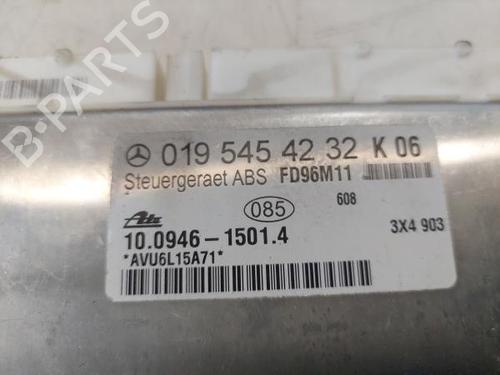 B-PARTS
019 545 42 32 K 06
Steuergeraet ABS FD96M11
085 608
Ate
10.0946-1501.4 3X4 903
*AVU6L15A71*